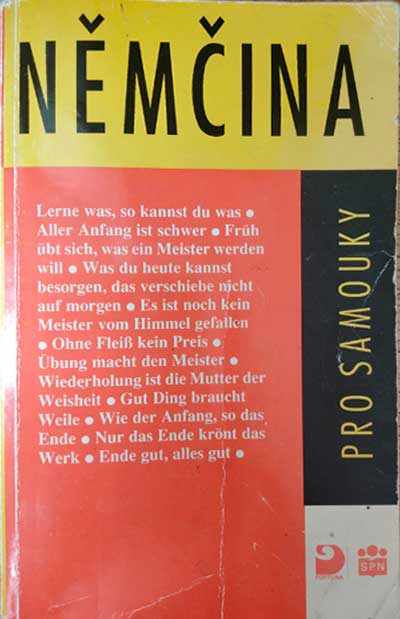 NĚMČINA
Lerne was, so kannst du was ●
Aller Anfang ist schwer ● Früh
übt sich, was ein Meister werden
will ● Was du heute kannst
besorgen, das verschiebe nicht
auf morgen ● Es ist noch kein
Meister vom Himmel gefallen
● Ohne Fleiß kein Preis ●
Übung macht den Meister ●
Wiederholung ist die Mutter der
Weisheit ● Gut Ding braucht
Weile ● Wie der Anfang, so das
Ende ● Nur das Ende krönt das
Werk ● Ende gut, alles gut ●
PRO SAMOUKY
FORTUNA
SPN